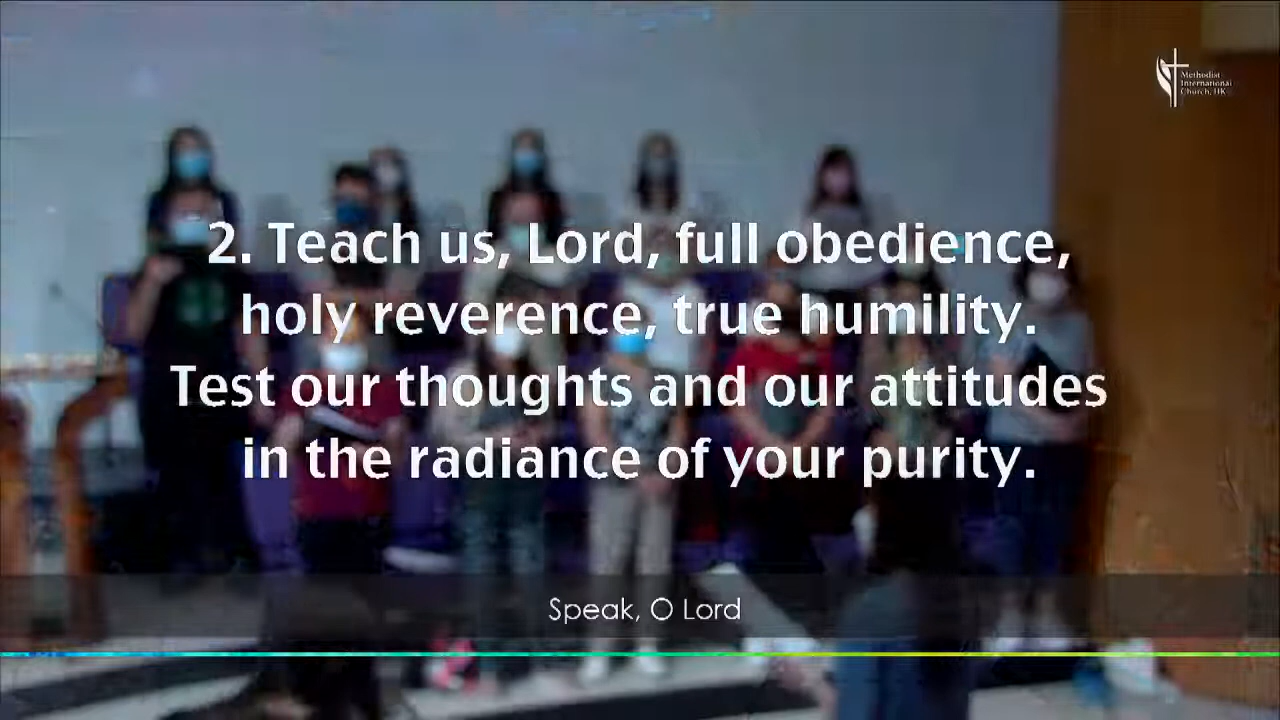 Methodist
International
Church, HK
2. Teach us, Lord, full obedience,
holy reverence, true humility.
Test our thoughts and our attitudes
in the radiance of your purity.
Speak, O Lord